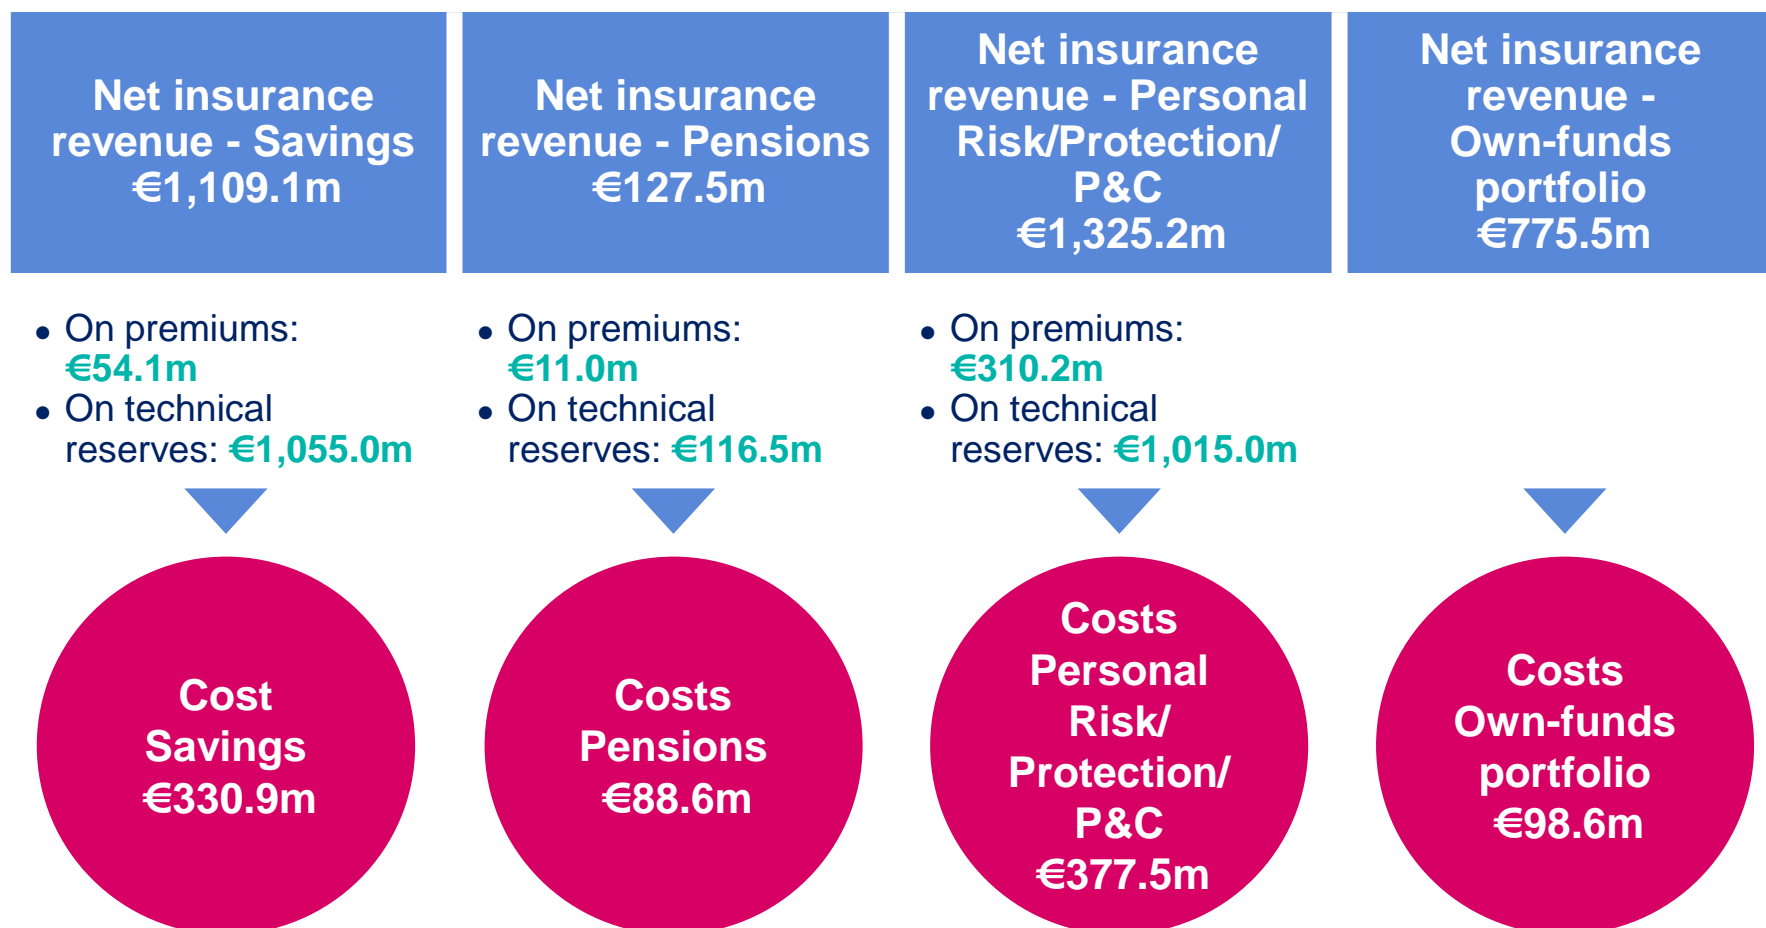 Net insurance
revenue - Savings
€1,109.1m
Net insurance
revenue - Pensions
€127.5m
Net insurance
revenue - Personal
Risk/Protection/
P&C
€1,325.2m
Net insurance
revenue -
Own-funds
portfolio
€775.5m
• On premiums:
€54.1m
• On technical
reserves: €1,055.0m
• On premiums:
€11.0m
• On technical
reserves: €116.5m
• On premiums:
€310.2m
• On technical
reserves: €1,015.0m
Cost
Savings
€330.9m
Costs
Pensions
€88.6m
Costs
Personal
Risk/
Protection/
P&C
€377.5m
Costs
Own-funds
portfolio
€98.6m